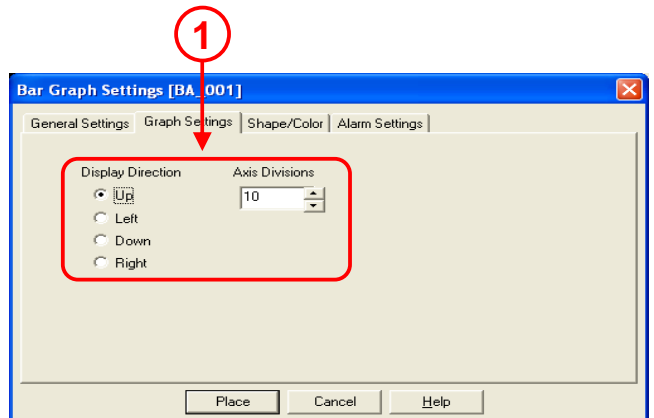 1
Bar Graph Settings [BA_001]
General Settings Graph Settings Shape/Color Alarm Settings
Display Direction Axis Divisions
Up 10
Left
Down
Right
Place Cancel Help